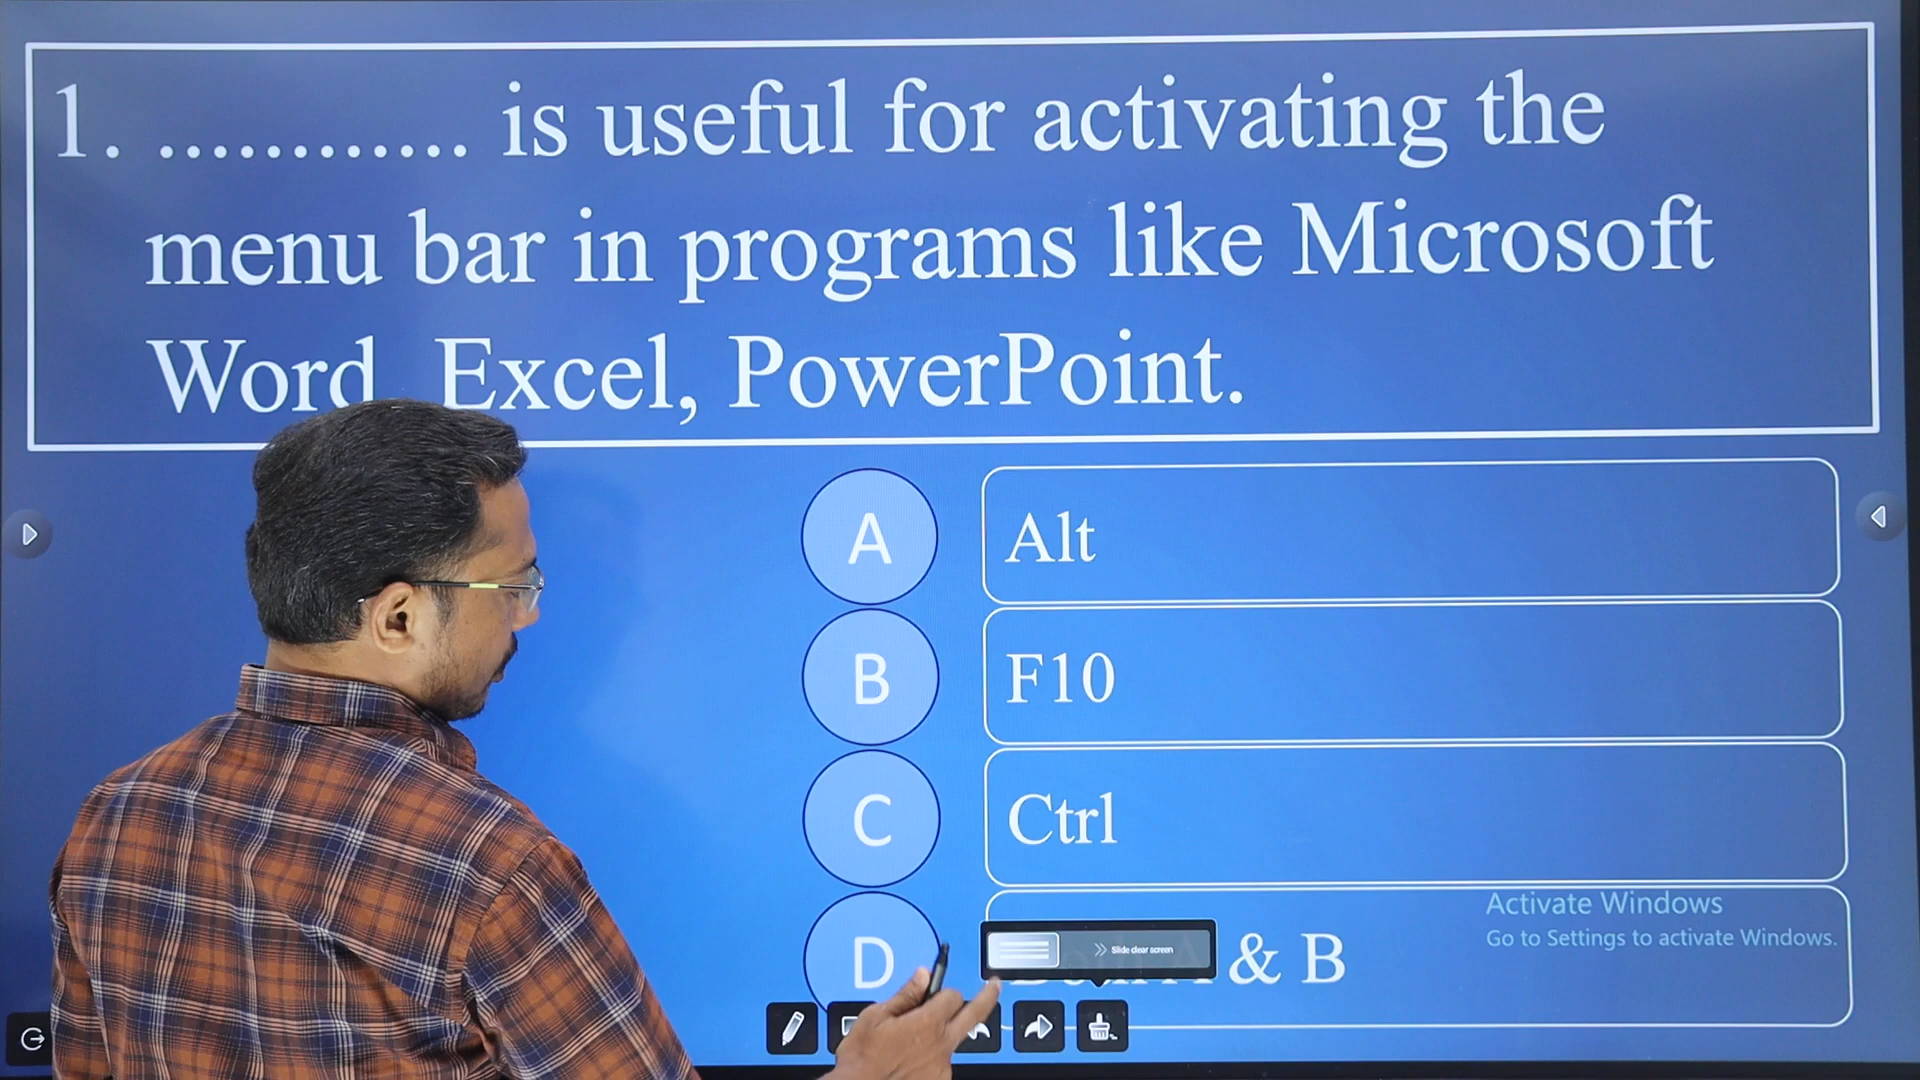 1. ............ is useful for activating the
menu bar in programs like Microsoft
Word, Excel, PowerPoint.
A Alt
B F10
C Ctrl
D & B
Slide clear screen
Activate Windows
Go to Settings to activate Windows.